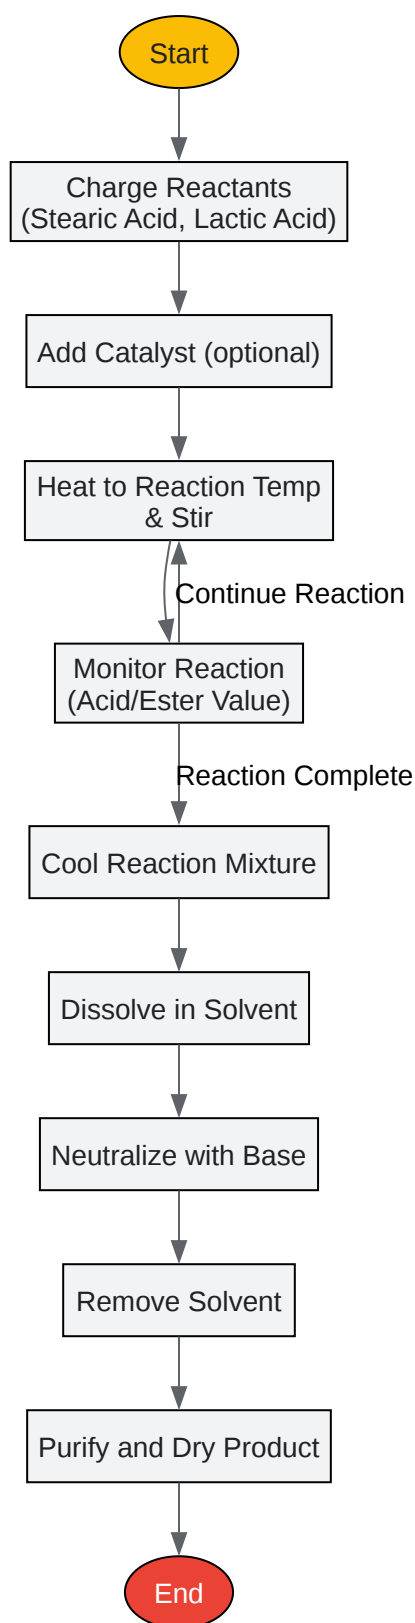 Start
Charge Reactants
(Stearic Acid, Lactic Acid)
Add Catalyst (optional)
Heat to Reaction Temp
& Stir
Continue Reaction
Monitor Reaction
(Acid/Ester Value)
Reaction Complete
Cool Reaction Mixture
Dissolve in Solvent
Neutralize with Base
Remove Solvent
Purify and Dry Product
End